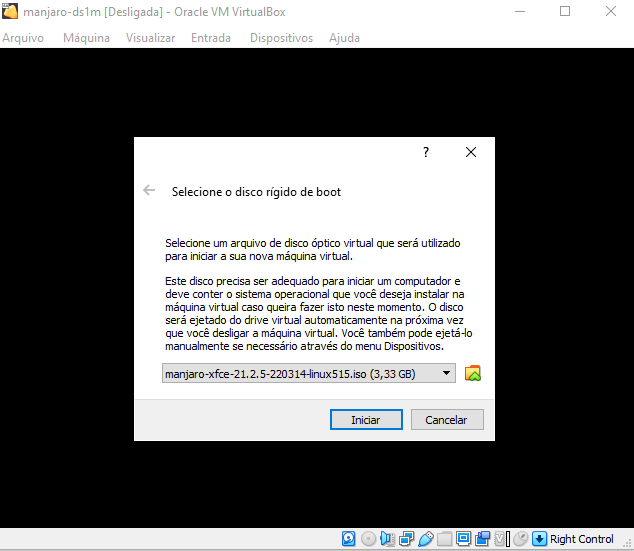 manjaro-ds1m [Desligada] - Oracle VM VirtualBox
Arquivo Máquina Visualizar Entrada Dispositivos Ajuda
?
Selecione o disco rígido de boot
Selecione um arquivo de disco óptico virtual que será utilizado
para iniciar a sua nova máquina virtual.
Este disco precisa ser adequado para iniciar um computador e
deve conter o sistema operacional que você deseja instalar na
máquina virtual caso queira fazer isto neste momento. O disco
será ejetado do drive virtual automaticamente na próxima vez
que você desligar a máquina virtual. Você também pode ejetá-lo
manualmente se necessário através do menu Dispositivos.
manjaro-xfce-21.2.5-220314-linux515.iso (3,33 GB)
Iniciar Cancelar
Right Control